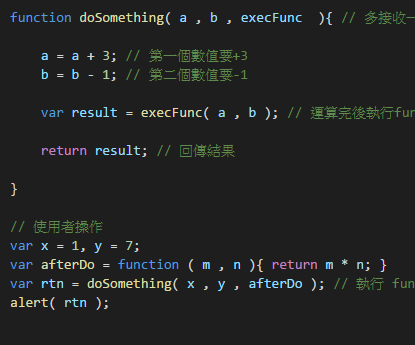 function doSomething( a , b , execFunc  ){ // 多接收一
a = a + 3; // 第一個數值要+3
b = b - 1; // 第二個數值要-1
var result = execFunc( a , b ); // 運算完後執行fun
return result; // 回傳結果
}
// 使用者操作
var x = 1, y = 7;
var afterDo = function ( m , n ){ return m * n; }
var rtn = doSomething( x , y , afterDo ); // 執行 fun
alert( rtn );